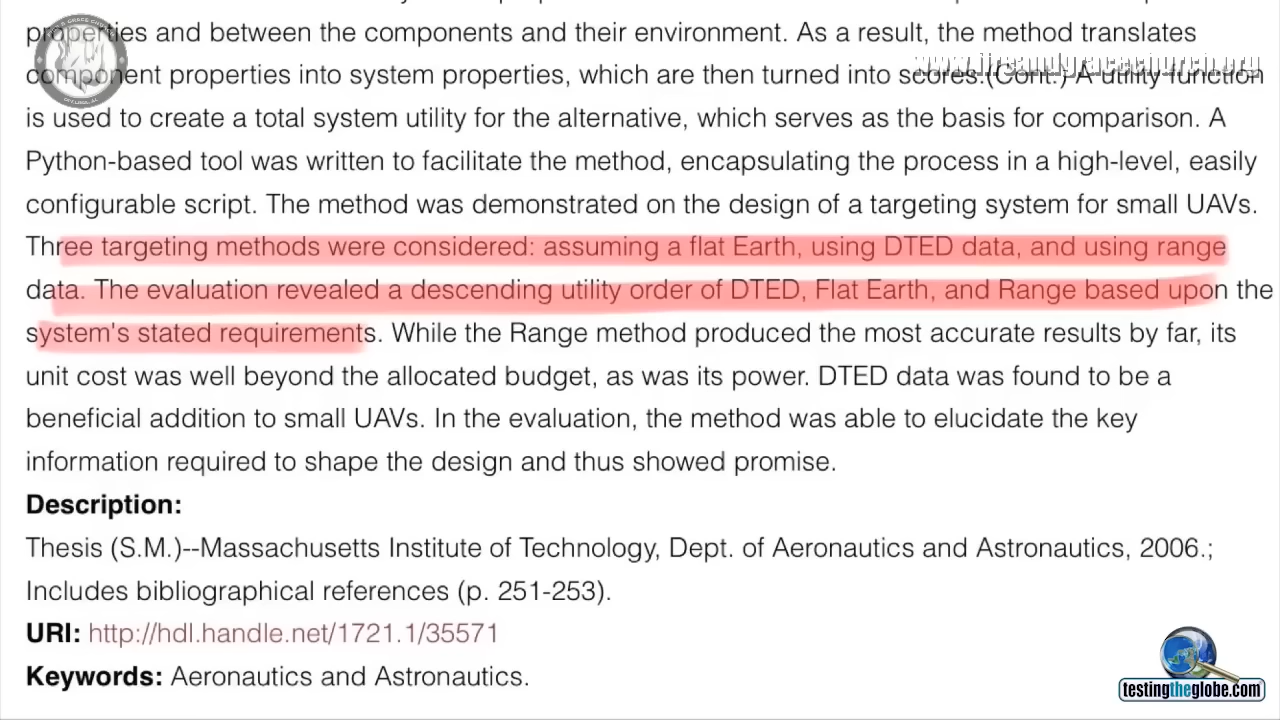 properties and between the components and their environment. As a result, the method translates
www.fireandgracechurch.org
component properties into system properties, which are then turned into scores.(Cont.) A utility function
is used to create a total system utility for the alternative, which serves as the basis for comparison. A
Python-based tool was written to facilitate the method, encapsulating the process in a high-level, easily
configurable script. The method was demonstrated on the design of a targeting system for small UAVs.
Three targeting methods were considered: assuming a flat Earth, using DTED data, and using range
data. The evaluation revealed a descending utility order of DTED, Flat Earth, and Range based upon the
system's stated requirements. While the Range method produced the most accurate results by far, its
unit cost was well beyond the allocated budget, as was its power. DTED data was found to be a
beneficial addition to small UAVs. In the evaluation, the method was able to elucidate the key
information required to shape the design and thus showed promise.
Description:
Thesis (S.M.)--Massachusetts Institute of Technology, Dept. of Aeronautics and Astronautics, 2006.;
Includes bibliographical references (p. 251-253).
URI: http://hdl.handle.net/1721.1/35571
Keywords: Aeronautics and Astronautics.
testingtheglobe.com